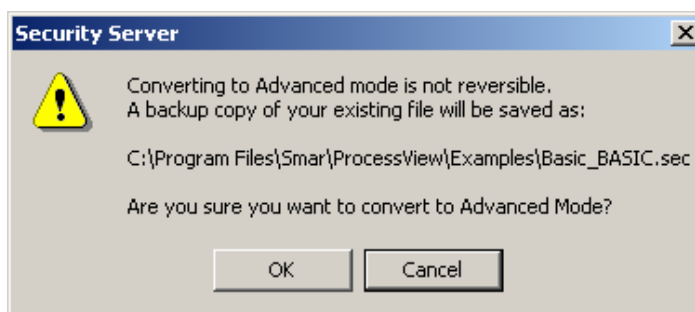 Security Server
Converting to Advanced mode is not reversible.
A backup copy of your existing file will be saved as:
C:\Program Files\Smar\ProcessView\Examples\Basic_BASIC.sec
Are you sure you want to convert to Advanced Mode?
OK
Cancel